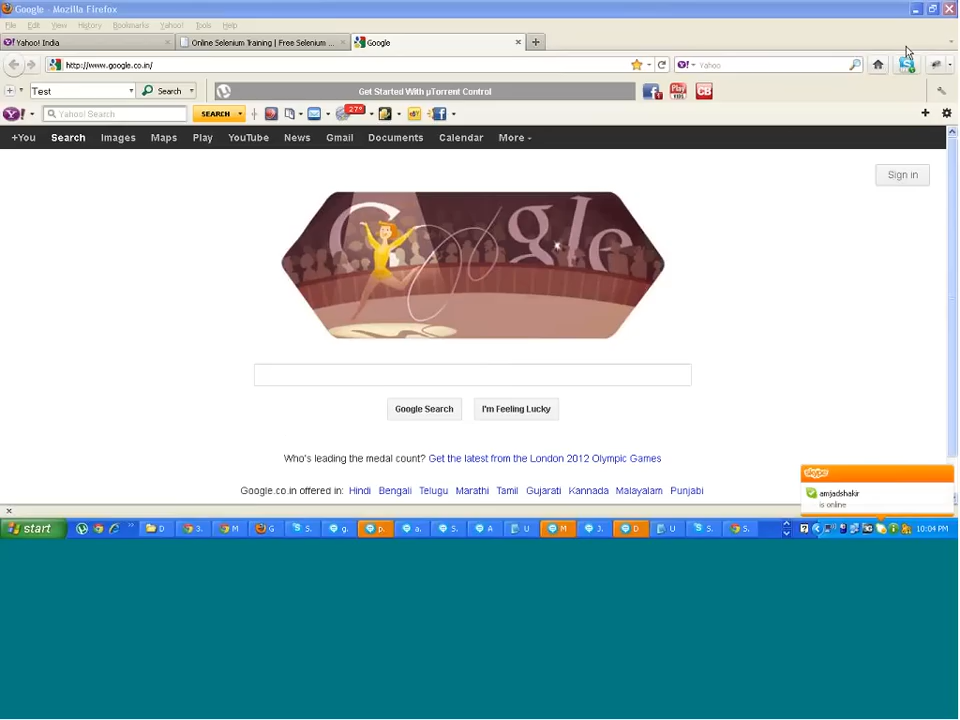 Google - Mozilla Firefox
File Edit View History Bookmarks Yahoo! Tools Help
Yahoo! India
Online Selenium Training | Free Selenium ...
Google
http://www.google.co.in/
Yahoo
Test
Search
Get Started With µTorrent Control
Yahoo! Search
SEARCH
27°
+You Search Images Maps Play YouTube News Gmail Documents Calendar More
Sign in
Google
Google Search
I'm Feeling Lucky
Who's leading the medal count? Get the latest from the London 2012 Olympic Games
Google.co.in offered in: Hindi Bengali Telugu Marathi Tamil Gujarati Kannada Malayalam Punjabi
skype
amjadshakir
is online
start
10:04 PM